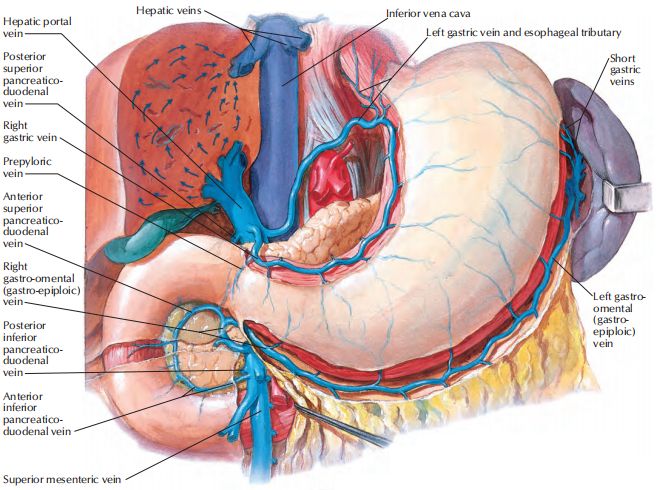 Hepatic portal
vein
Posterior
superior
pancreatico-
duodenal
vein
Right
gastric vein
Prepyloric
vein
Anterior
superior
pancreatico-
duodenal
vein
Right
gastro-omental
(gastro-epiploic)
vein
Posterior
inferior
pancreatico-
duodenal
vein
Anterior
inferior
pancreatico-
duodenal vein
Superior mesenteric vein
Hepatic veins
Inferior vena cava
Left gastric vein and esophageal tributary
Short
gastric
veins
Left gastro-
omental
(gastro-
epiploic)
vein